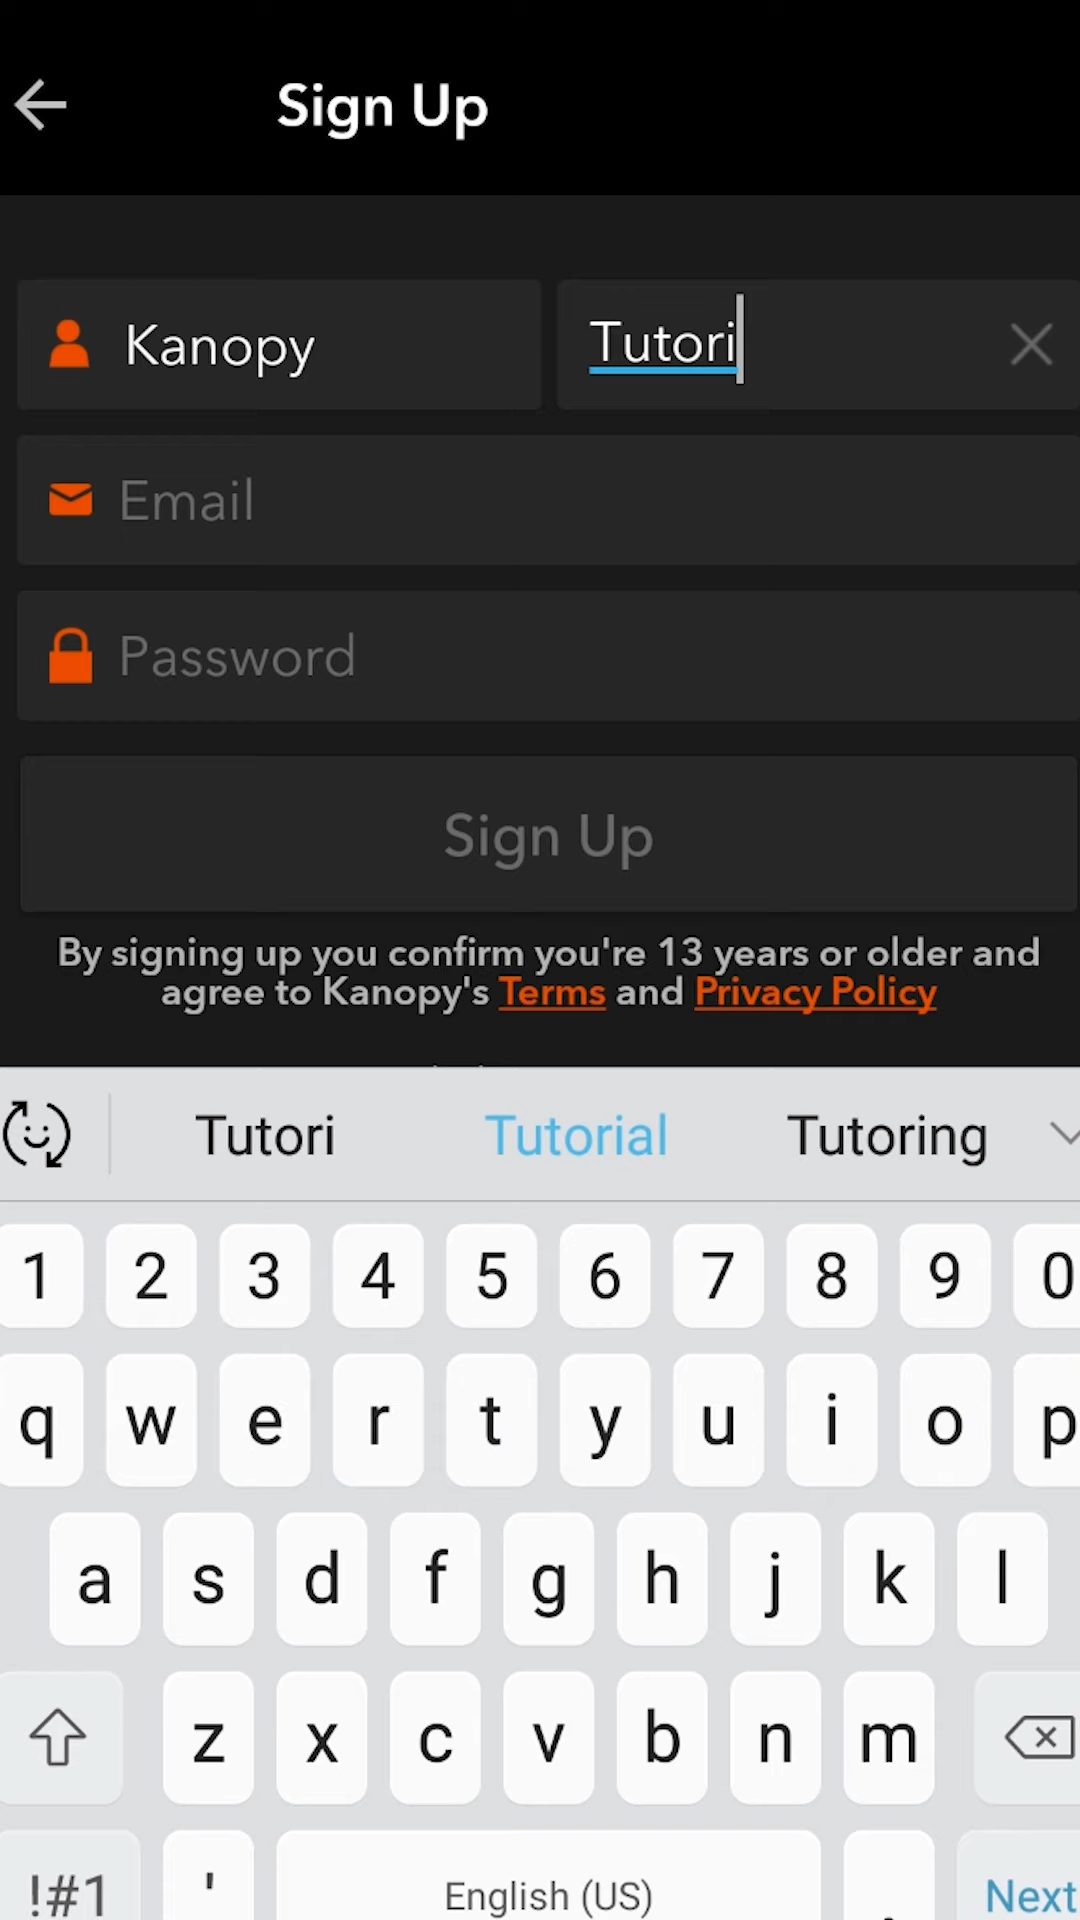 Sign Up
Kanopy Tutori
Email
Password
Sign Up
By signing up you confirm you're 13 years or older and
agree to Kanopy's Terms and Privacy Policy
Tutori Tutorial Tutoring
1 2 3 4 5 6 7 8 9 0
q w e r t y u i o p
a s d f g h j k l
z x c v b n m
!#1 ' English (US) . Next